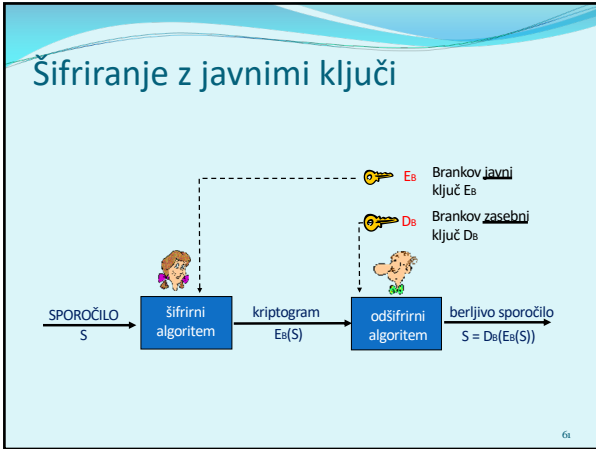 Šifriranje z javnimi ključi
EB Brankov javni
ključ EB
DB Brankov zasebni
ključ DB
SPOROČILO
S
šifrirni
algoritem
kriptogram
EB(S)
odšifrirni
algoritem
berljivo sporočilo
S = DB(EB(S))
61